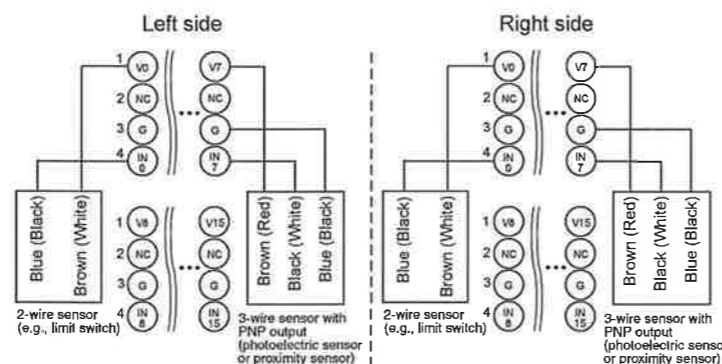 Left side
1 V0 V7
2 NC NC
3 G G
4 IN 0 IN 7
Blue (Black)
Brown (White)
Brown (Red)
Black (White)
Blue (Black)
1 V8 V15
2 NC NC
3 G G
4 IN 8 IN 15
2-wire sensor
(e.g., limit switch)
3-wire sensor with
PNP output
(photoelectric sensor
or proximity sensor)
Right side
1 V0 V7
2 NC NC
3 G G
4 IN 0 IN 7
Blue (Black)
Brown (White)
Brown (Red)
Black (White)
Blue (Black)
1 V8 V15
2 NC NC
3 G G
4 IN 8 IN 15
2-wire sensor
(e.g., limit switch)
3-wire sensor with
PNP output
(photoelectric senso
or proximity sensor)